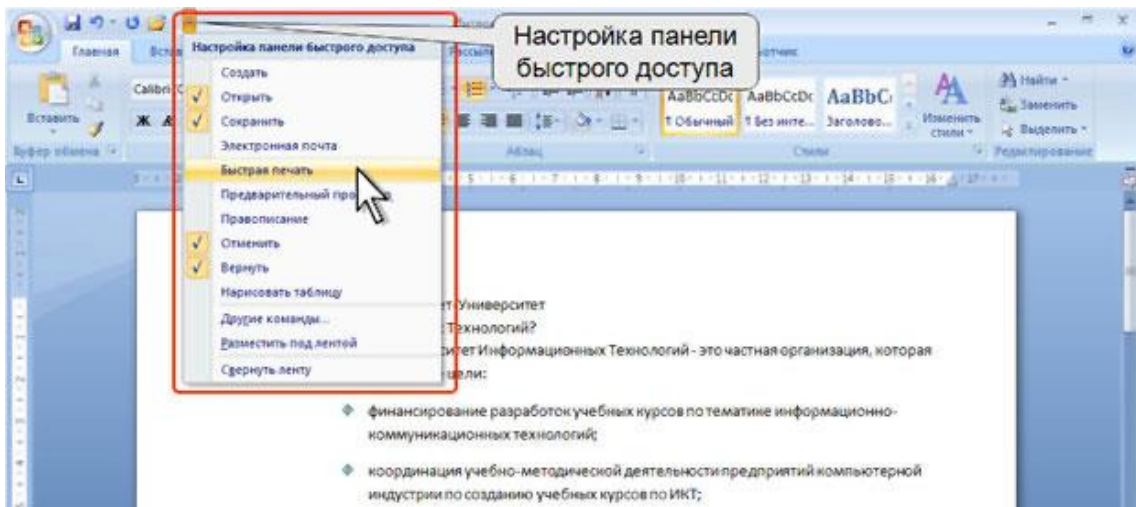 Настройка панели
быстрого доступа
Главная
Настройка панели быстрого доступа
Создать
Открыть
Сохранить
Электронная почта
Быстрая печать
Предварительный
Правописание
Отменить
Вернуть
Нарисовать таблицу
Другие команды...
Разместить под лентой
Свернуть ленту
Calibri
Вставить
Ж
Буфер обмена
Абзац
AaBbCcDc AaBbCcDc AaBbC
Обычный Без инте... Заголово...
Изменить
стили
Стили
Найти
Заменить
Выделить
Редактирование
Университет
Технологий?
Информационных Технологий - это частная организация, которая
цели:
финансирование разработок учебных курсов по тематике информационно-
коммуникационных технологий;
координация учебно-методической деятельности предприятий компьютерной
индустрии по созданию учебных курсов по ИКТ;